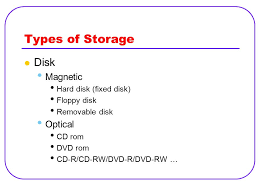 Types of Storage
Disk
Magnetic
Hard disk (fixed disk)
Floppy disk
Removable disk
Optical
CD rom
DVD rom
CD-R/CD-RW/DVD-R/DVD-RW ...